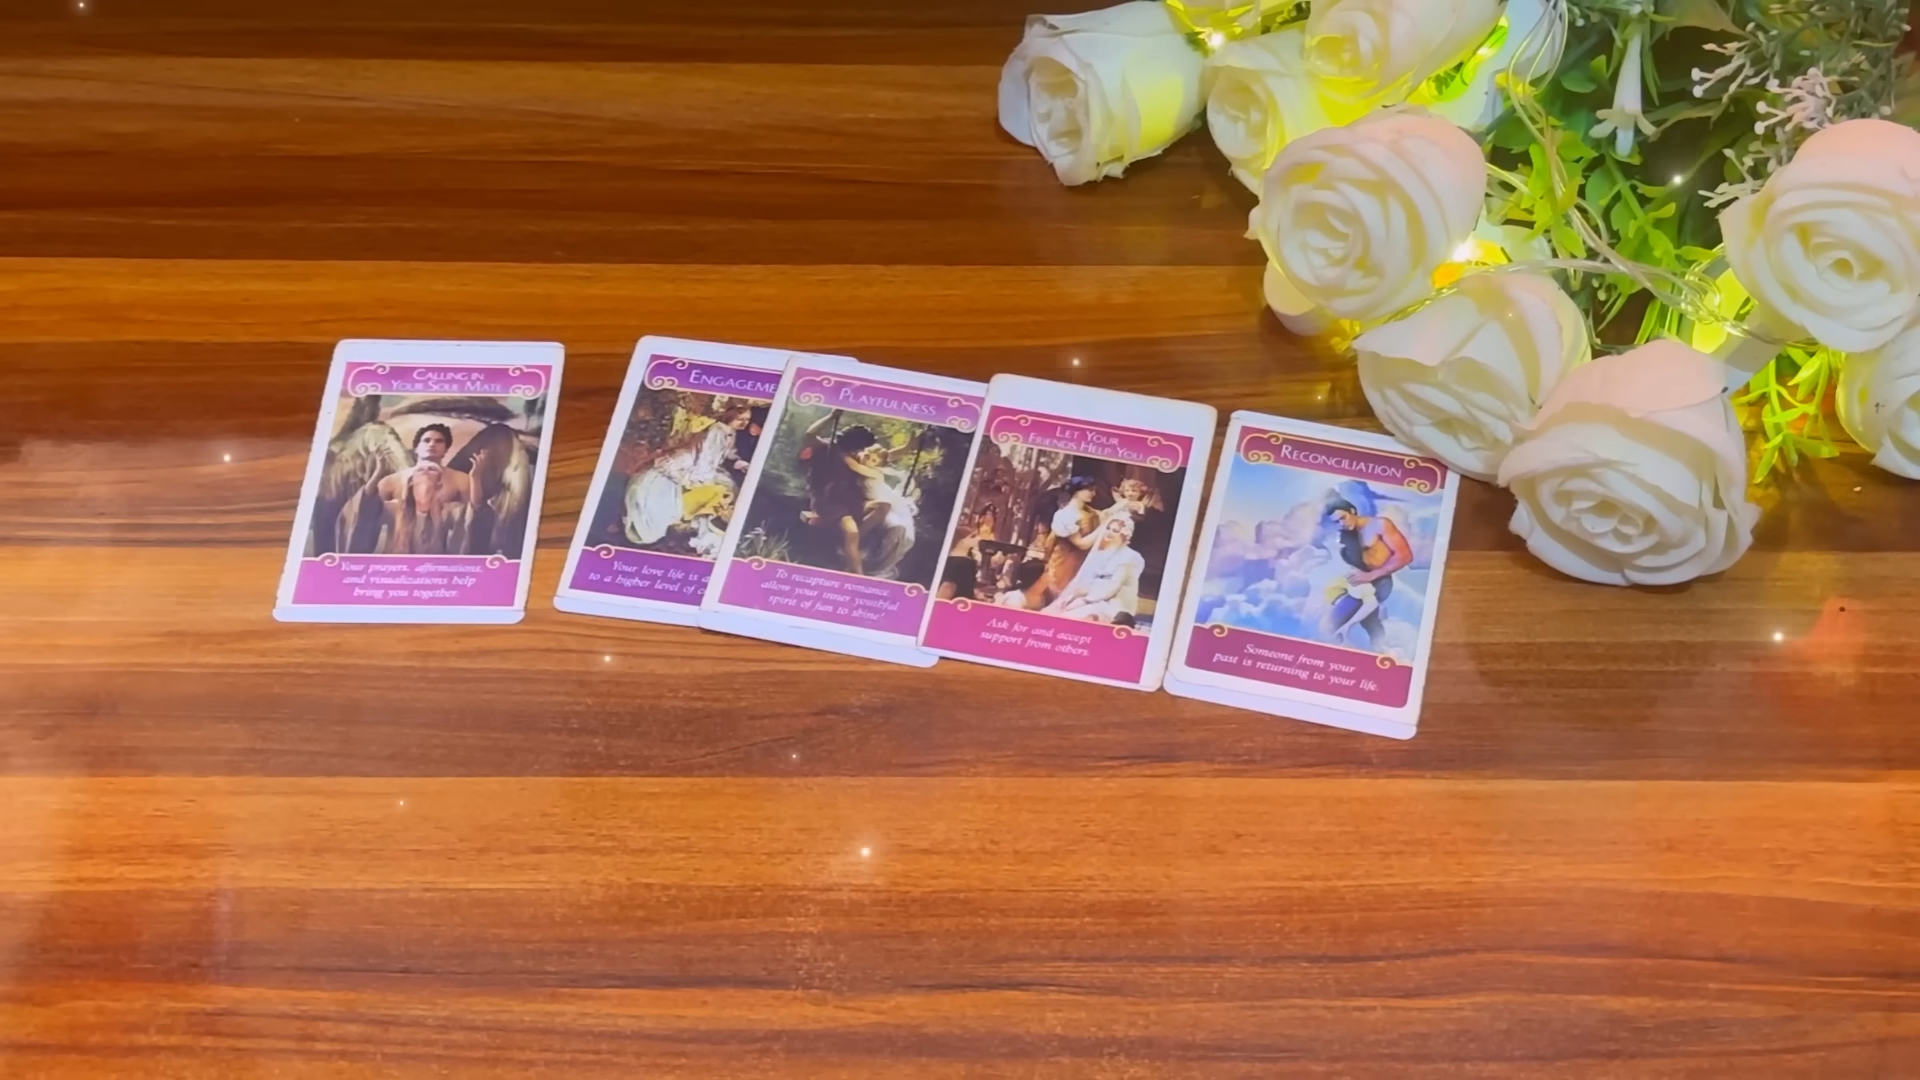 CALLING IN
YOUR SOUL MATE
Your prayers, affirmations,
and visualizations help
bring you together.
ENGAGEME
Your love life is a
to a higher level of c
PLAYFULNESS
To recapture romance,
allow your inner youthful
spirit of fun to shine!
LET YOUR
FRIENDS HELP YOU
Ask for and accept
support from others.
RECONCILIATION
Someone from your
past is returning to your life.